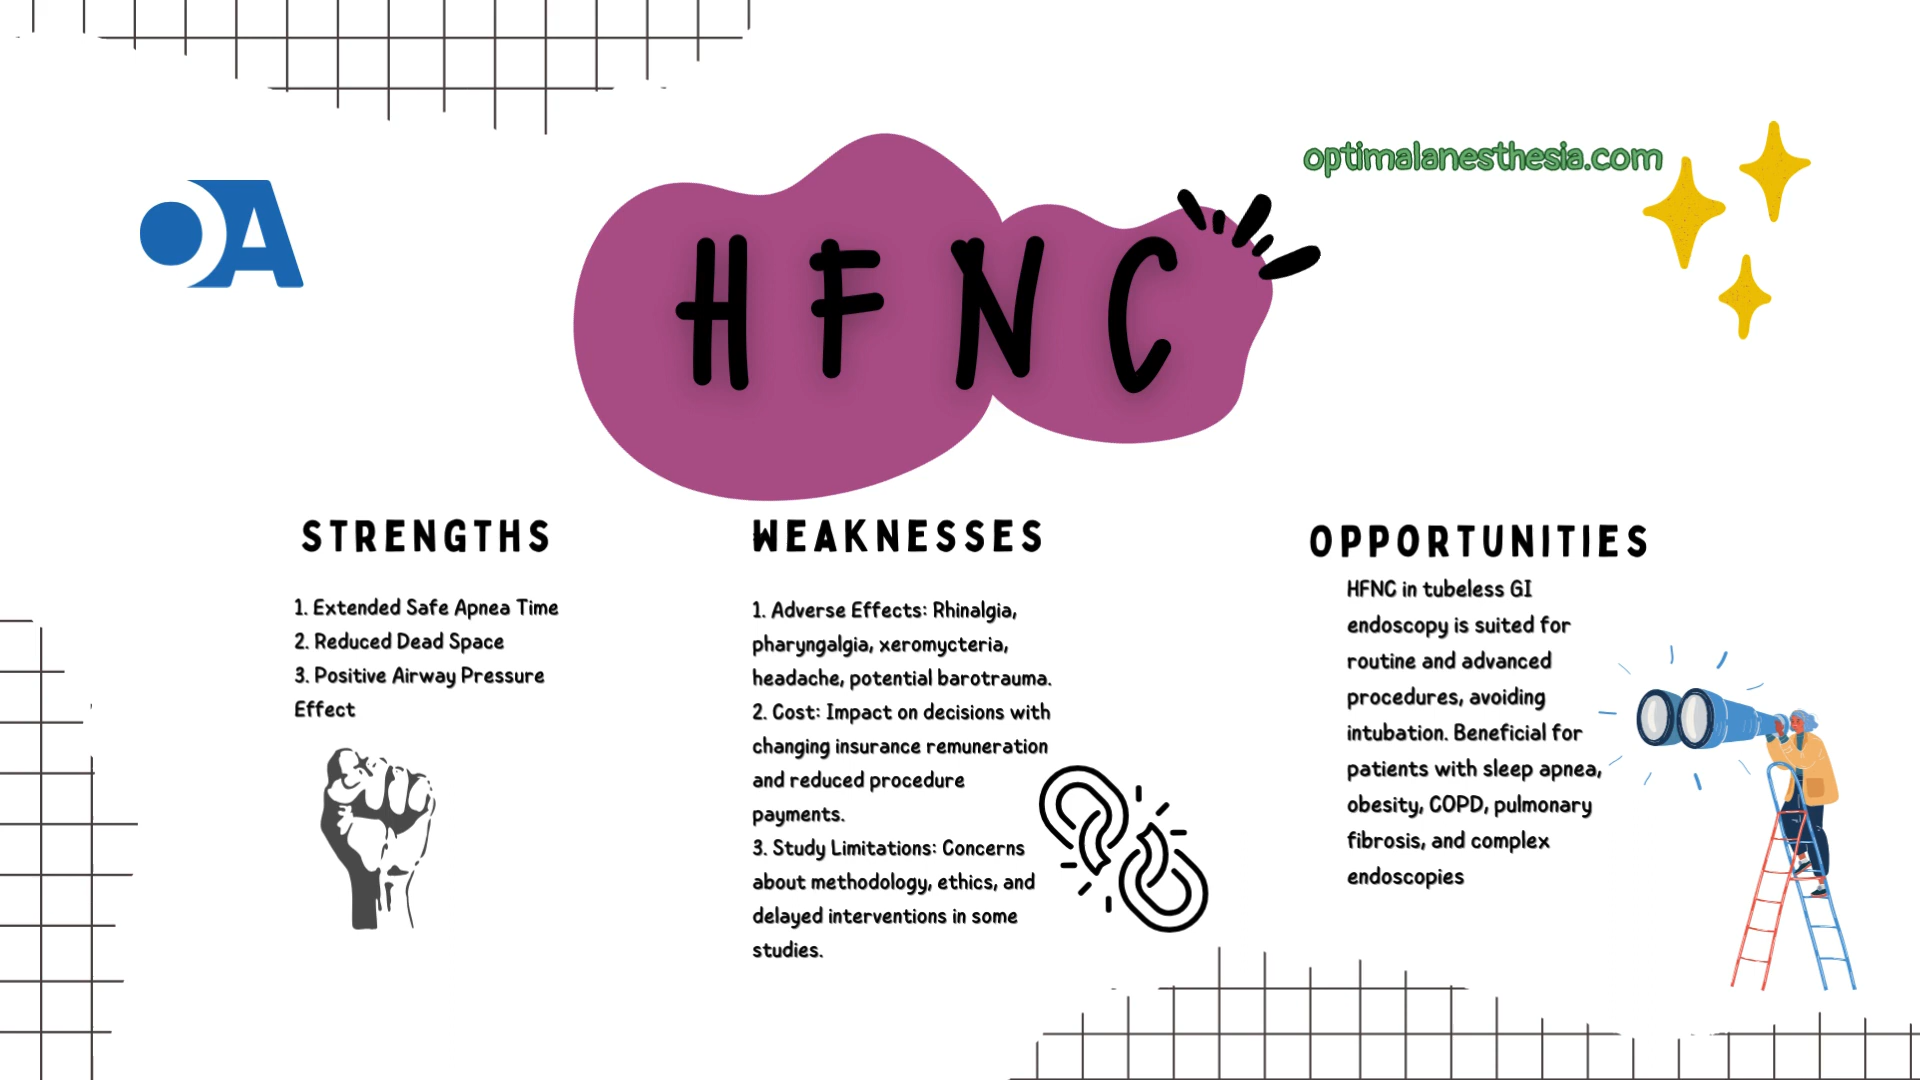 optimalanesthesia.com
OA
HFNC
STRENGTHS
1. Extended Safe Apnea Time
2. Reduced Dead Space
3. Positive Airway Pressure
Effect
WEAKNESSES
1. Adverse Effects: Rhinalgia,
pharyngalgia, xeromycteria,
headache, potential barotrauma.
2. Cost: Impact on decisions with
changing insurance remuneration
and reduced procedure
payments.
3. Study Limitations: Concerns
about methodology, ethics, and
delayed interventions in some
studies.
OPPORTUNITIES
HFNC in tubeless GI
endoscopy is suited for
routine and advanced
procedures, avoiding
intubation. Beneficial for
patients with sleep apnea,
obesity, COPD, pulmonary
fibrosis, and complex
endoscopies